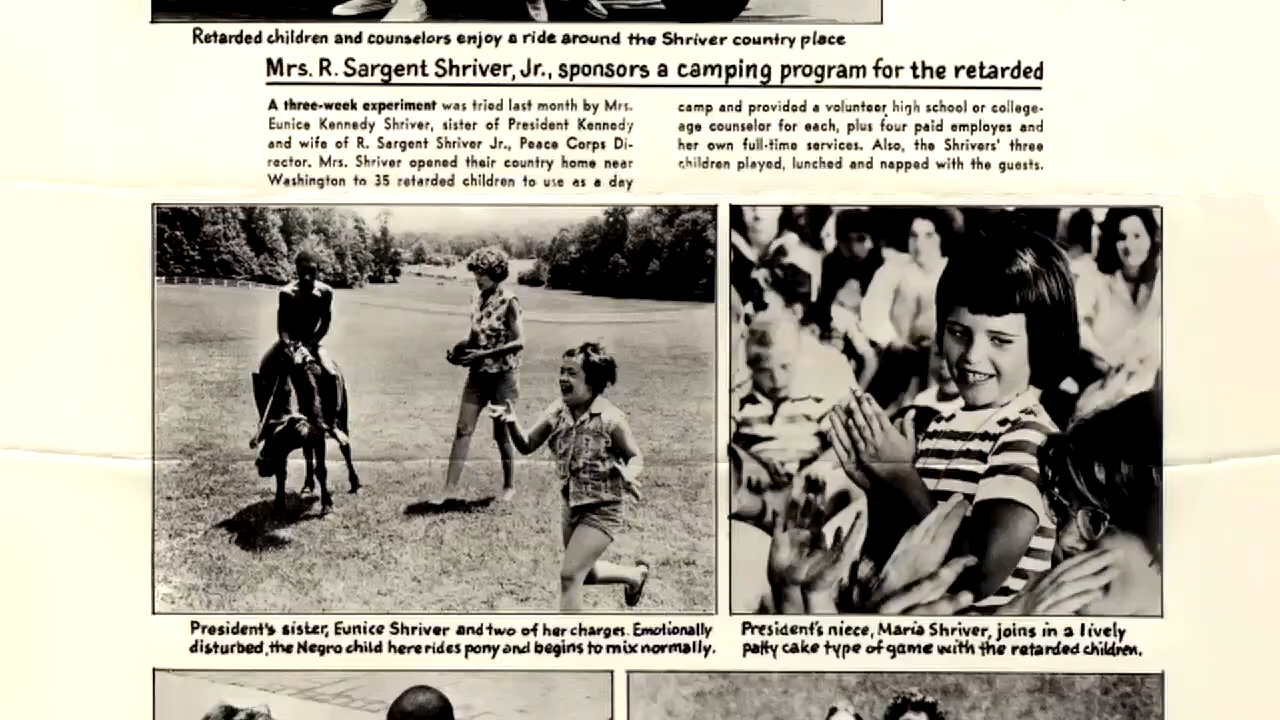 Retarded children and counselors enjoy a ride around the Shriver country place
Mrs. R. Sargent Shriver, Jr., sponsors a camping program for the retarded
A three-week experiment was tried last month by Mrs.
Eunice Kennedy Shriver, sister of President Kennedy
and wife of R. Sargent Shriver Jr., Peace Corps Di-
rector. Mrs. Shriver opened their country home near
Washington to 35 retarded children to use as a day
camp and provided a volunteer high school or college-
age counselor for each, plus four paid employes and
her own full-time services. Also, the Shrivers' three
children played, lunched and napped with the guests.
President's sister, Eunice Shriver and two of her charges. Emotionally
disturbed, the Negro child here rides pony and begins to mix normally.
President's niece, Maria Shriver, joins in a lively
patty cake type of game with the retarded children.